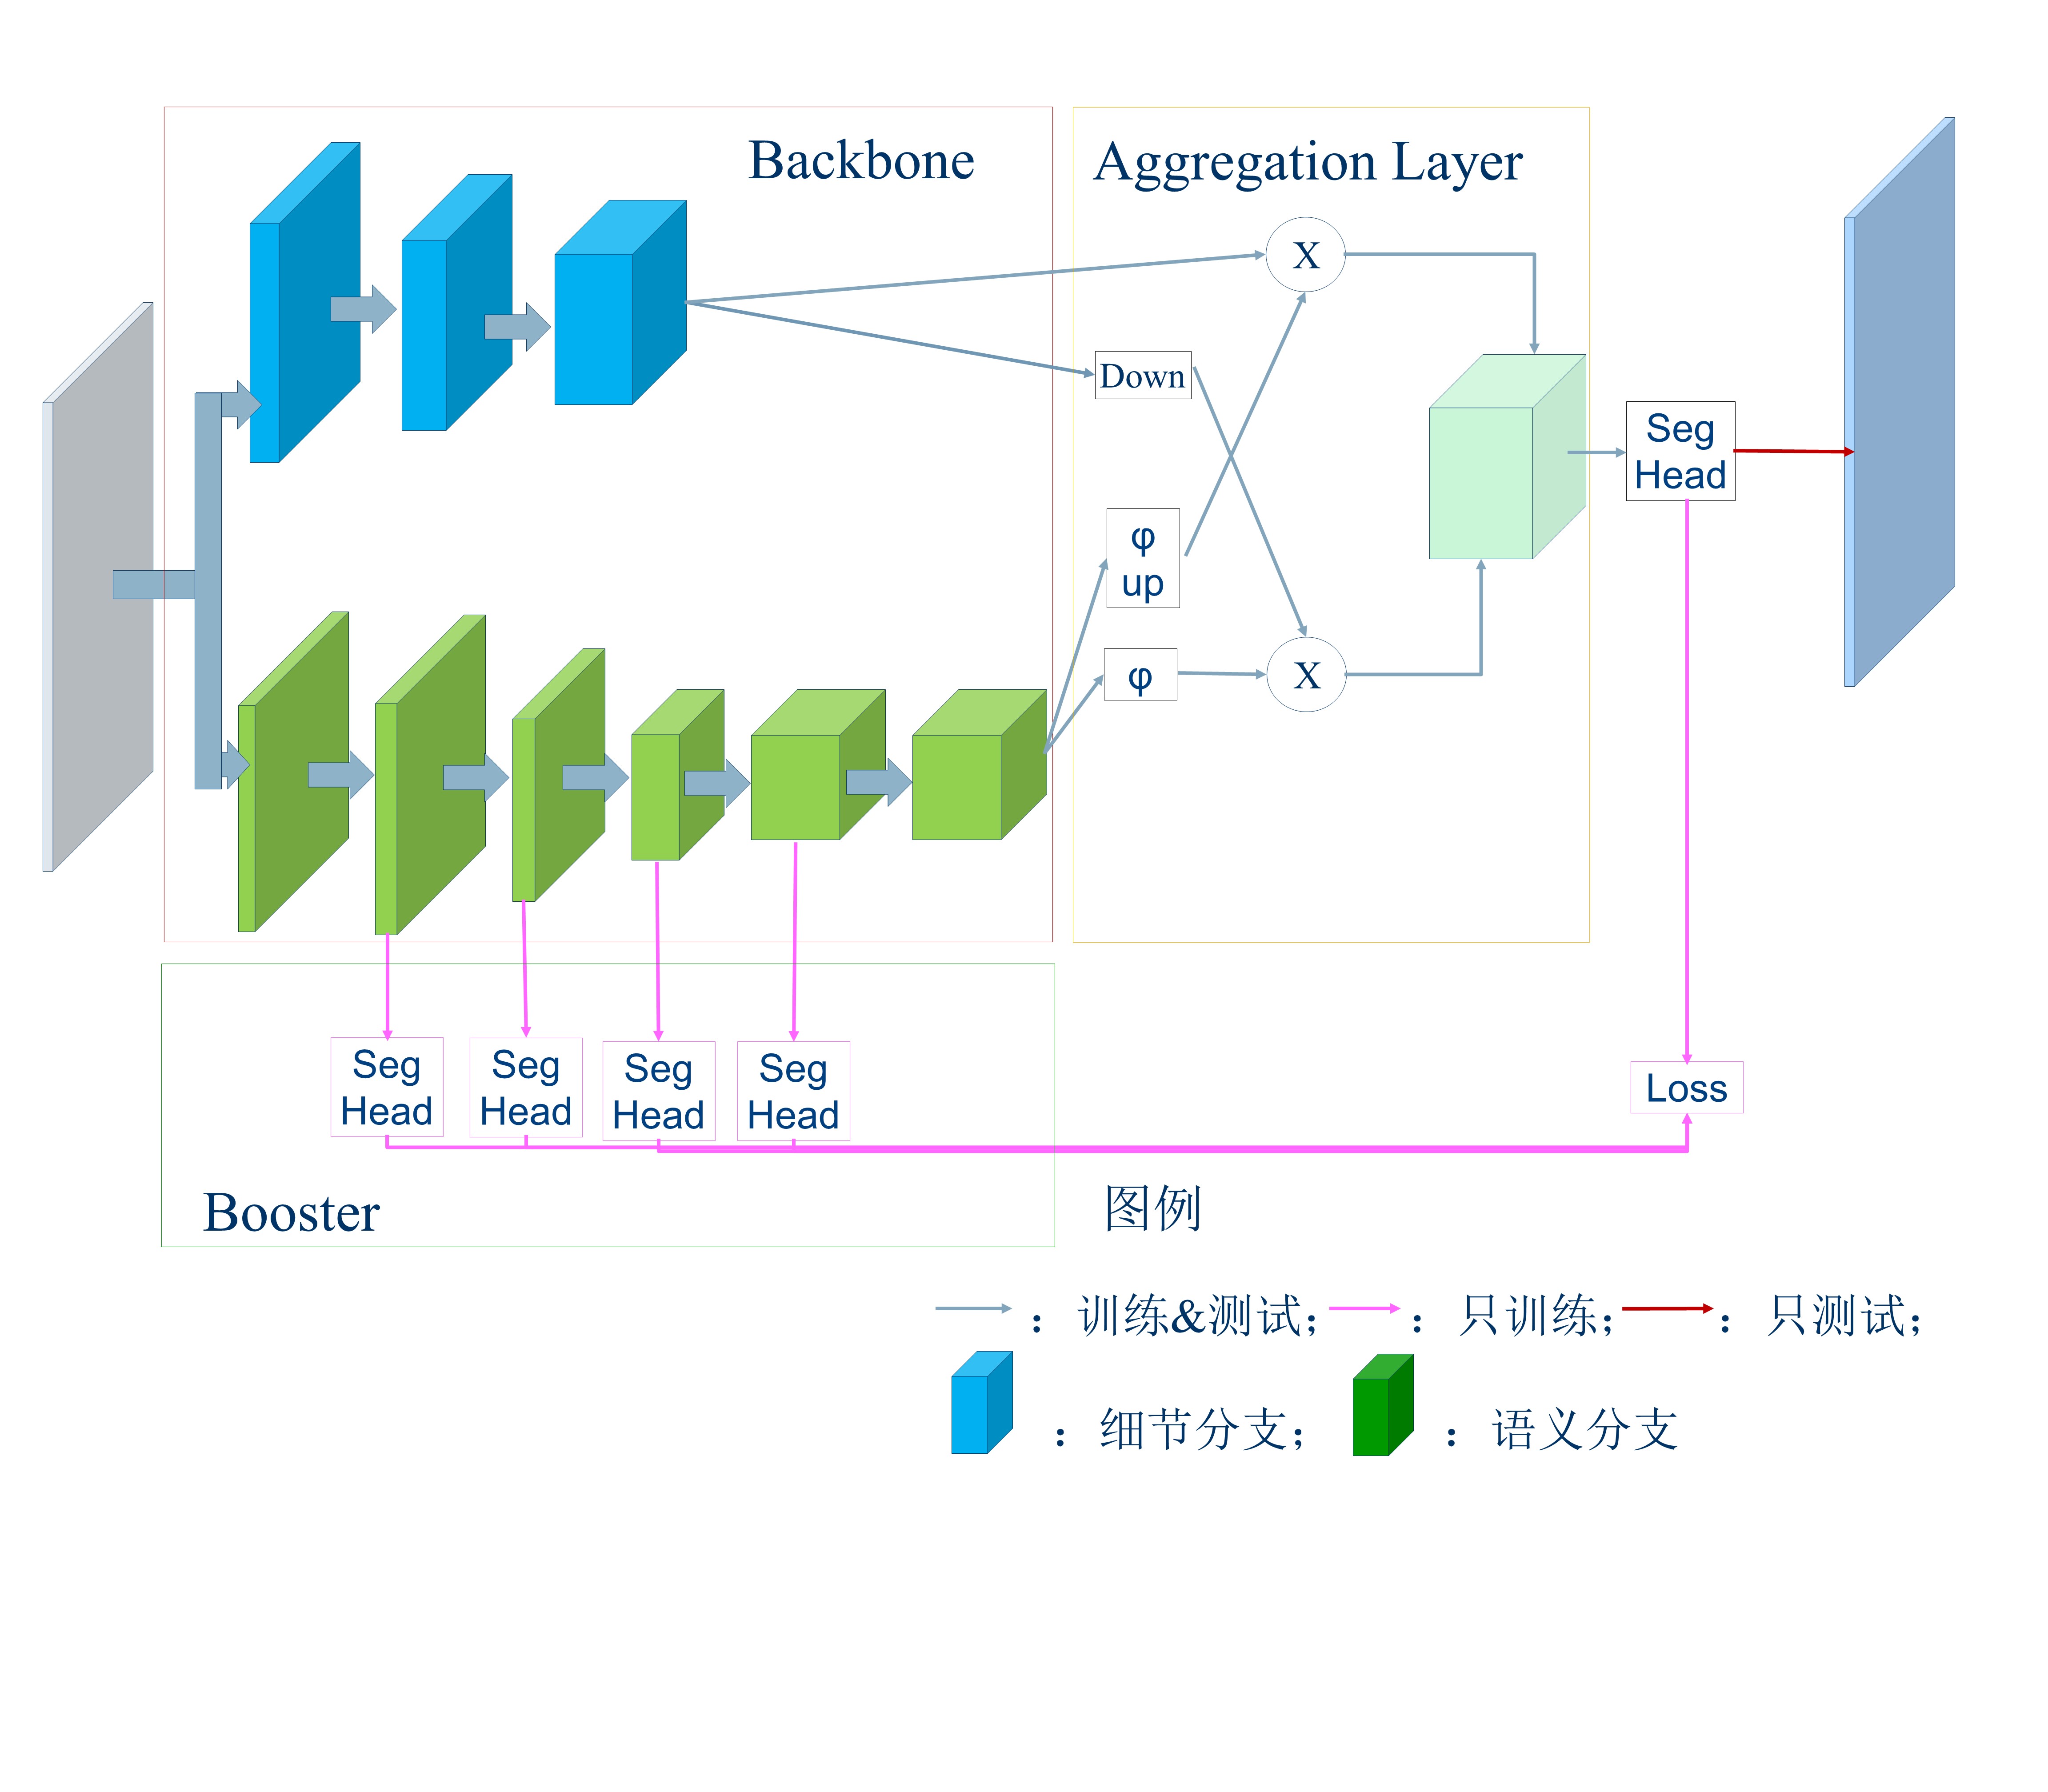 Backbone
Aggregation Layer
X
Down
Seg
Head
φ
up
φ
X
Seg
Head
Seg
Head
Seg
Head
Seg
Head
Loss
Booster
图例
：训练&测试；
：只训练；
：只测试；
：细节分支；
：语义分支